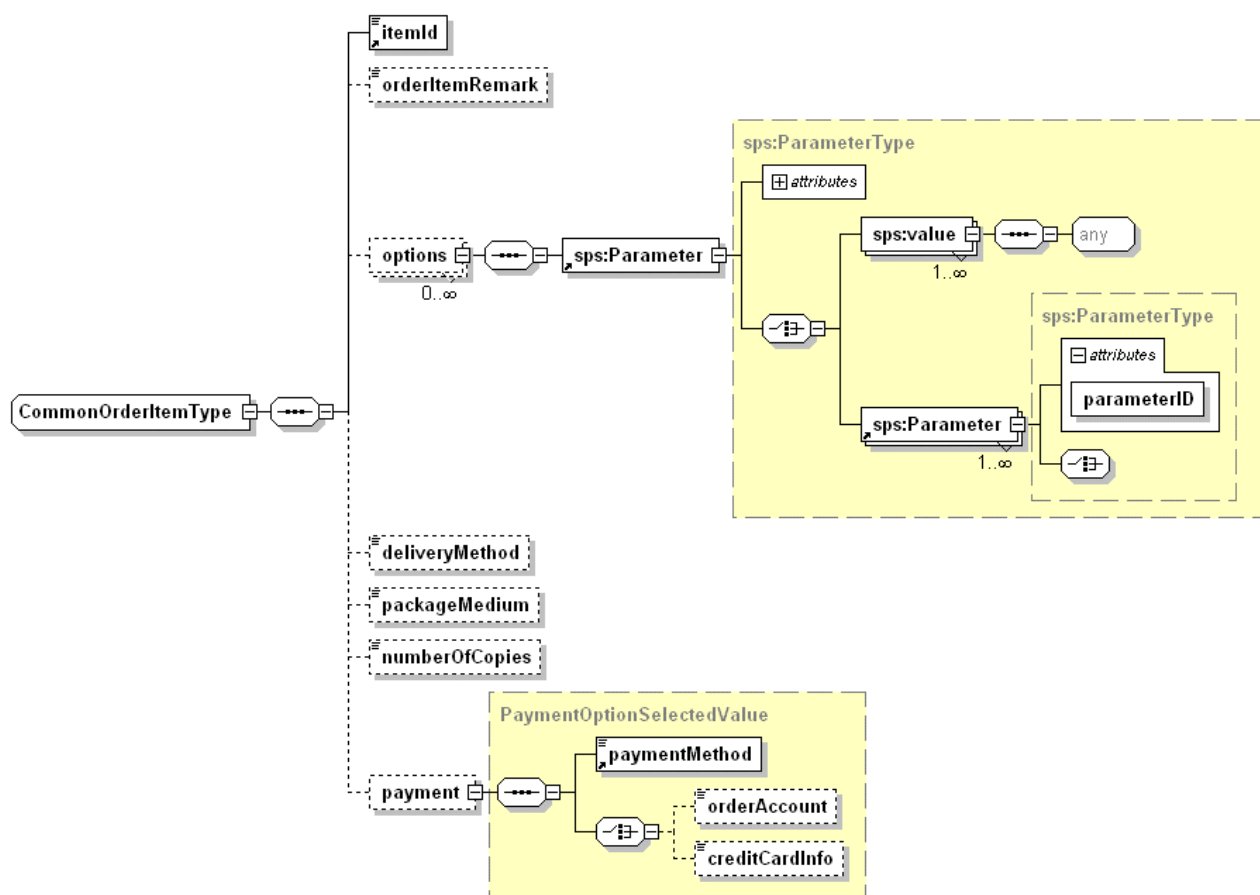 itemId
orderItemRemark
sps:ParameterType
attributes
sps:value
any
1..∞
options
0..∞
sps:Parameter
sps:ParameterType
attributes
parameterID
sps:Parameter
1..∞
CommonOrderItemType
deliveryMethod
packageMedium
numberOfCopies
PaymentOptionSelectedValue
paymentMethod
payment
orderAccount
creditCardInfo